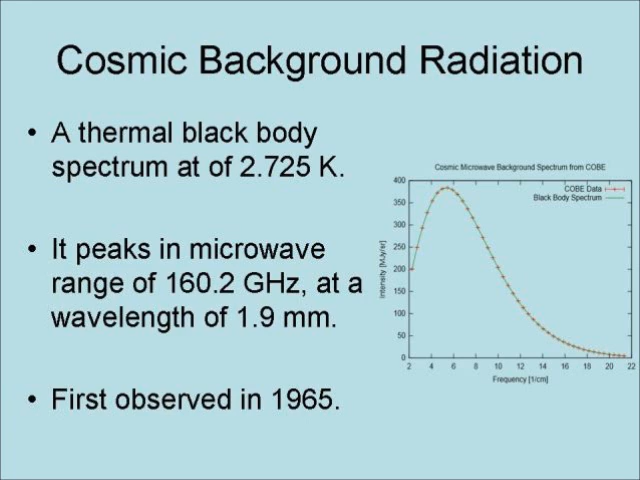 Cosmic Background Radiation
• A thermal black body
spectrum at of 2.725 K.
• It peaks in microwave
range of 160.2 GHz, at a
wavelength of 1.9 mm.
• First observed in 1965.
Cosmic Microwave Background Spectrum from COBE
COBE Data
Black Body Spectrum
Intensity [MJy/sr]
400
350
300
250
200
150
100
50
0
2 4 6 8 10 12 14 16 18 20 22
Frequency [1/cm]